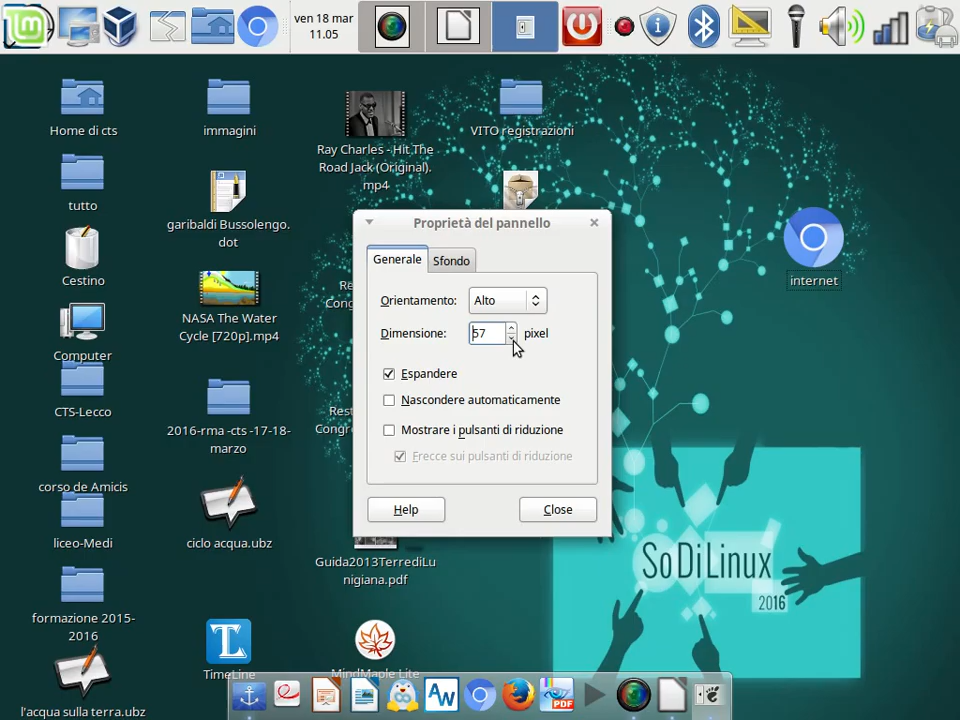 ven 18 mar
11.05
Home di cts
immagini
Ray Charles - Hit The
Road Jack (Original).
mp4
VITO registrazioni
tutto
garibaldi Bussolengo.
dot
Cestino
internet
NASA The Water
Cycle [720p].mp4
Computer
CTS-Lecco
2016-rma -cts -17-18-
marzo
corso de Amicis
liceo-Medi
ciclo acqua.ubz
Guida2013TerrediLu
nigiana.pdf
formazione 2015-
2016
TimeLine
MindMaple Lite
l'acqua sulla terra.ubz
Proprietà del pannello
Generale
Sfondo
Orientamento: Alto
Dimensione: 57 pixel
Espandere
Nascondere automaticamente
Mostrare i pulsanti di riduzione
Frecce sui pulsanti di riduzione
Help
Close
SoDiLinux
2016
AW
PDF